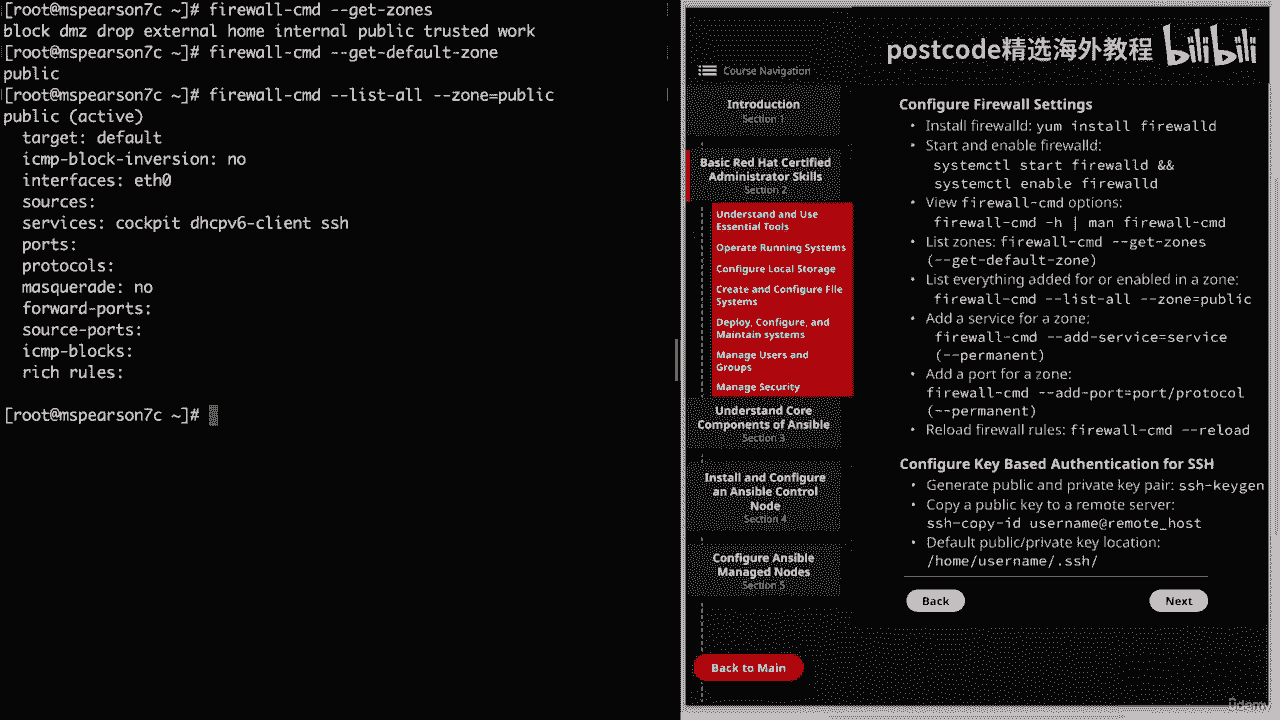 [root@mspearson7c ~]# firewall-cmd --get-zones
block dmz drop external home internal public trusted work
[root@mspearson7c ~]# firewall-cmd --get-default-zone
public
[root@mspearson7c ~]# firewall-cmd --list-all --zone=public
public (active)
target: default
icmp-block-inversion: no
interfaces: eth0
sources:
services: cockpit dhcpv6-client ssh
ports:
protocols:
masquerade: no
forward-ports:
source-ports:
icmp-blocks:
rich rules:
[root@mspearson7c ~]#
postcode精选海外教程 bilibili
Course Navigation
Introduction
Section 1
Basic Red Hat Certified
Administrator Skills
Section 2
Understand and Use
Essential Tools
Operate Running Systems
Configure Local Storage
Create and Configure File
Systems
Deploy, Configure, and
Maintain systems
Manage Users and
Groups
Manage Security
Understand Core
Components of Ansible
Section 3
Install and Configure
an Ansible Control
Node
Section 4
Configure Ansible
Managed Nodes
Section 5
Back to Main
Configure Firewall Settings
• Install firewalld: yum install firewalld
• Start and enable firewalld:
systemctl start firewalld &&
systemctl enable firewalld
• View firewall-cmd options:
firewall-cmd -h | man firewall-cmd
• List zones: firewall-cmd --get-zones
(--get-default-zone)
• List everything added for or enabled in a zone:
firewall-cmd --list-all --zone=public
• Add a service for a zone:
firewall-cmd --add-service=service
(--permanent)
• Add a port for a zone:
firewall-cmd --add-port=port/protocol
(--permanent)
• Reload firewall rules: firewall-cmd --reload
Configure Key Based Authentication for SSH
• Generate public and private key pair: ssh-keygen
• Copy a public key to a remote server:
ssh-copy-id username@remote_host
• Default public/private key location:
/home/username/.ssh/
Back
Next
ûdemy